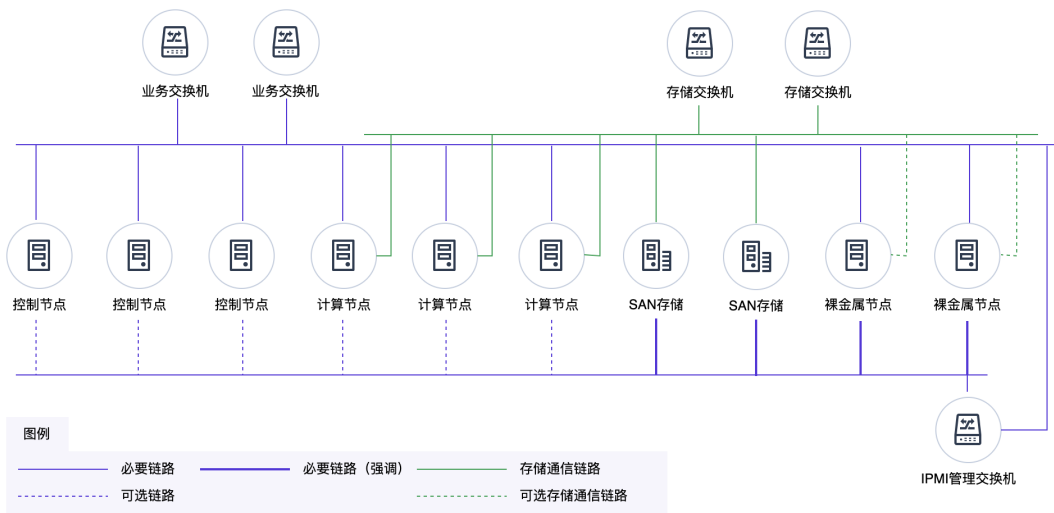 业务交换机
业务交换机
存储交换机
存储交换机
控制节点
控制节点
控制节点
计算节点
计算节点
计算节点
SAN存储
SAN存储
裸金属节点
裸金属节点
图例
必要链路
必要链路（强调）
存储通信链路
可选链路
可选存储通信链路
IPMI管理交换机